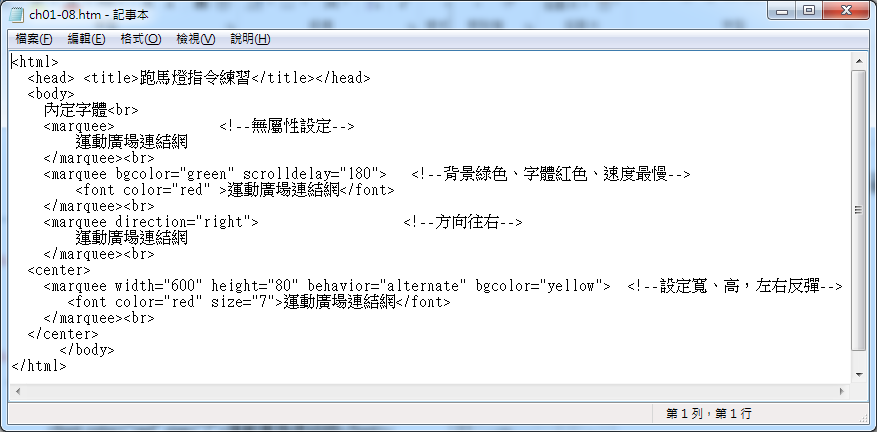 ch01-08.htm - 記事本
檔案(F) 編輯(E) 格式(O) 檢視(V) 說明(H)
<html>
  <head> <title>跑馬燈指令練習</title></head>
  <body>
    內定字體<br>
    <marquee>             <!--無屬性設定-->
        運動廣場連結網
    </marquee><br>
    <marquee bgcolor="green" scrolldelay="180">   <!--背景綠色、字體紅色、速度最慢-->
        <font color="red" >運動廣場連結網</font>
    </marquee><br>
    <marquee direction="right">                  <!--方向往右-->
        運動廣場連結網
    </marquee><br>
  <center>
    <marquee width="600" height="80" behavior="alternate" bgcolor="yellow">  <!--設定寬、高，左右反彈-->
       <font color="red" size="7">運動廣場連結網</font>
    </marquee><br>
  </center>
      </body>
</html>
第 1 列，第 1 行